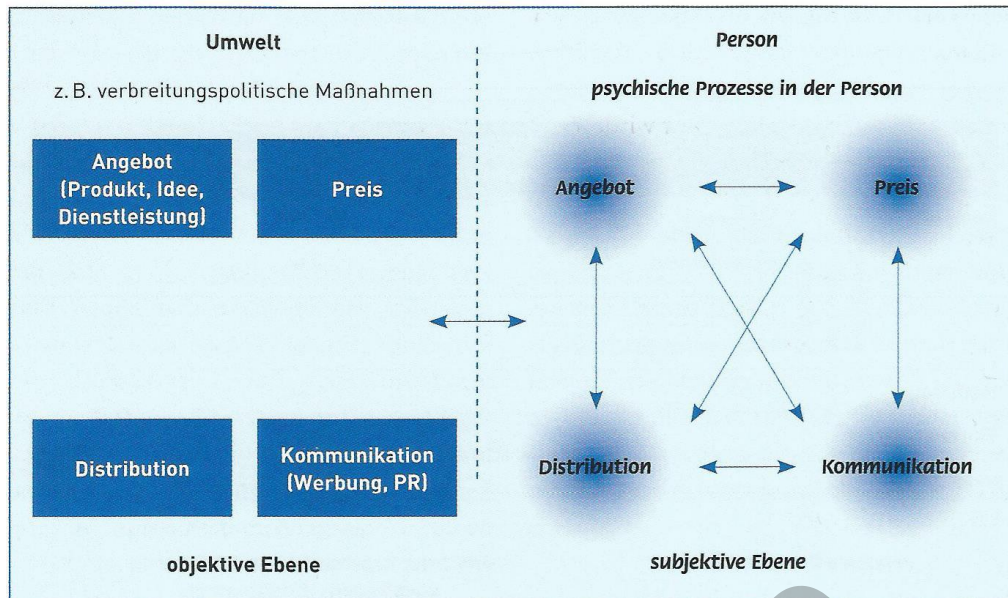 Umwelt
z. B. verbreitungspolitische Maßnahmen
Angebot
(Produkt, Idee,
Dienstleistung)
Preis
Distribution
Kommunikation
(Werbung, PR)
objektive Ebene
Person
psychische Prozesse in der Person
Angebot
Preis
Distribution
Kommunikation
subjektive Ebene